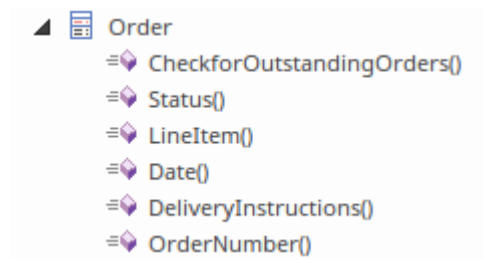 Order
CheckforOutstandingOrders()
Status()
LineItem()
Date()
DeliveryInstructions()
OrderNumber()